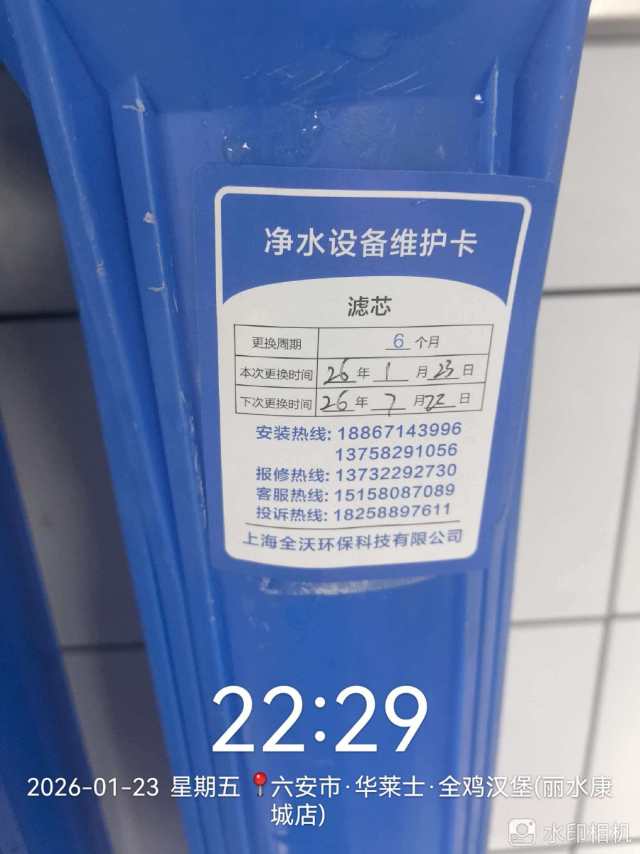 净水设备维护卡
滤芯
更换周期 6 个月
本次更换时间 26 年 1 月 23 日
下次更换时间 26 年 7 月 22 日
安装热线: 18867143996
13758291056
报修热线: 13732292730
客服热线: 15158087089
投诉热线: 18258897611
上海全沃环保科技有限公司
22:29
2026-01-23 星期五 📍六安市·华莱士·全鸡汉堡(丽水康
城店)
水印相机